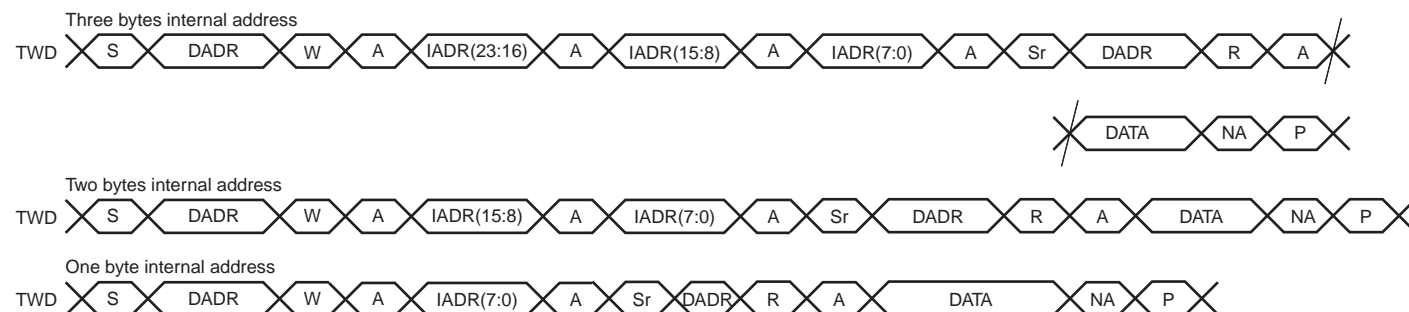 Three bytes internal address
TWD S DADR W A IADR(23:16) A IADR(15:8) A IADR(7:0) A Sr DADR R A
DATA NA P
Two bytes internal address
TWD S DADR W A IADR(15:8) A IADR(7:0) A Sr DADR R A DATA NA P
One byte internal address
TWD S DADR W A IADR(7:0) A Sr DADR R A DATA NA P